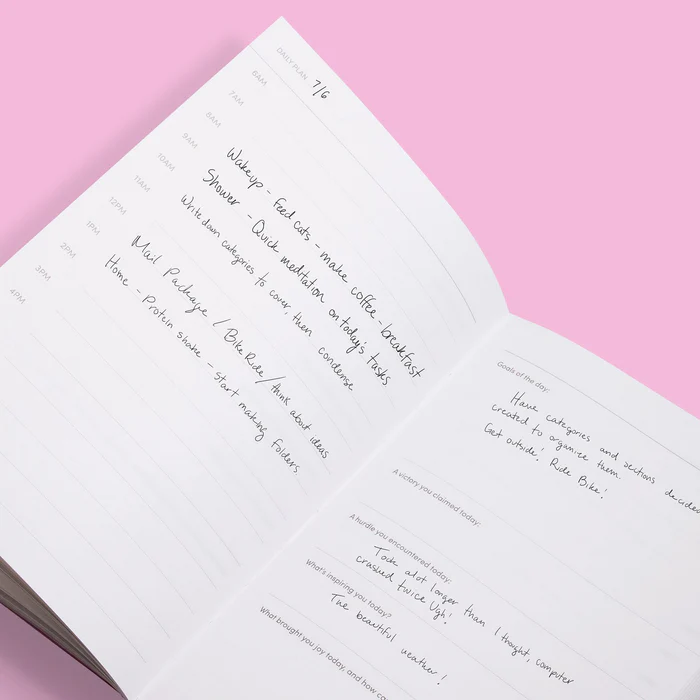 DAILY PLAN 7/6
6AM
7AM
8AM
9AM Wakeup - Feed cats - make coffee - breakfast
10AM Shower - Quick meditation on today's tasks
11AM Write down categories to cover, then condense
12PM
1PM Mail Package / Bike Ride / think about ideas
2PM Home - Protein shake - start making folders
3PM
4PM
Goals of the day:
Have categories and sections decided
created to organize them.
Get outside! Ride Bike!
A victory you claimed today:
A hurdle you encountered today:
Took alot longer than I thoight, computer
crashed twice Ugh!
What's inspiring you today?
The beautiful weather!
What brought you joy today, and how